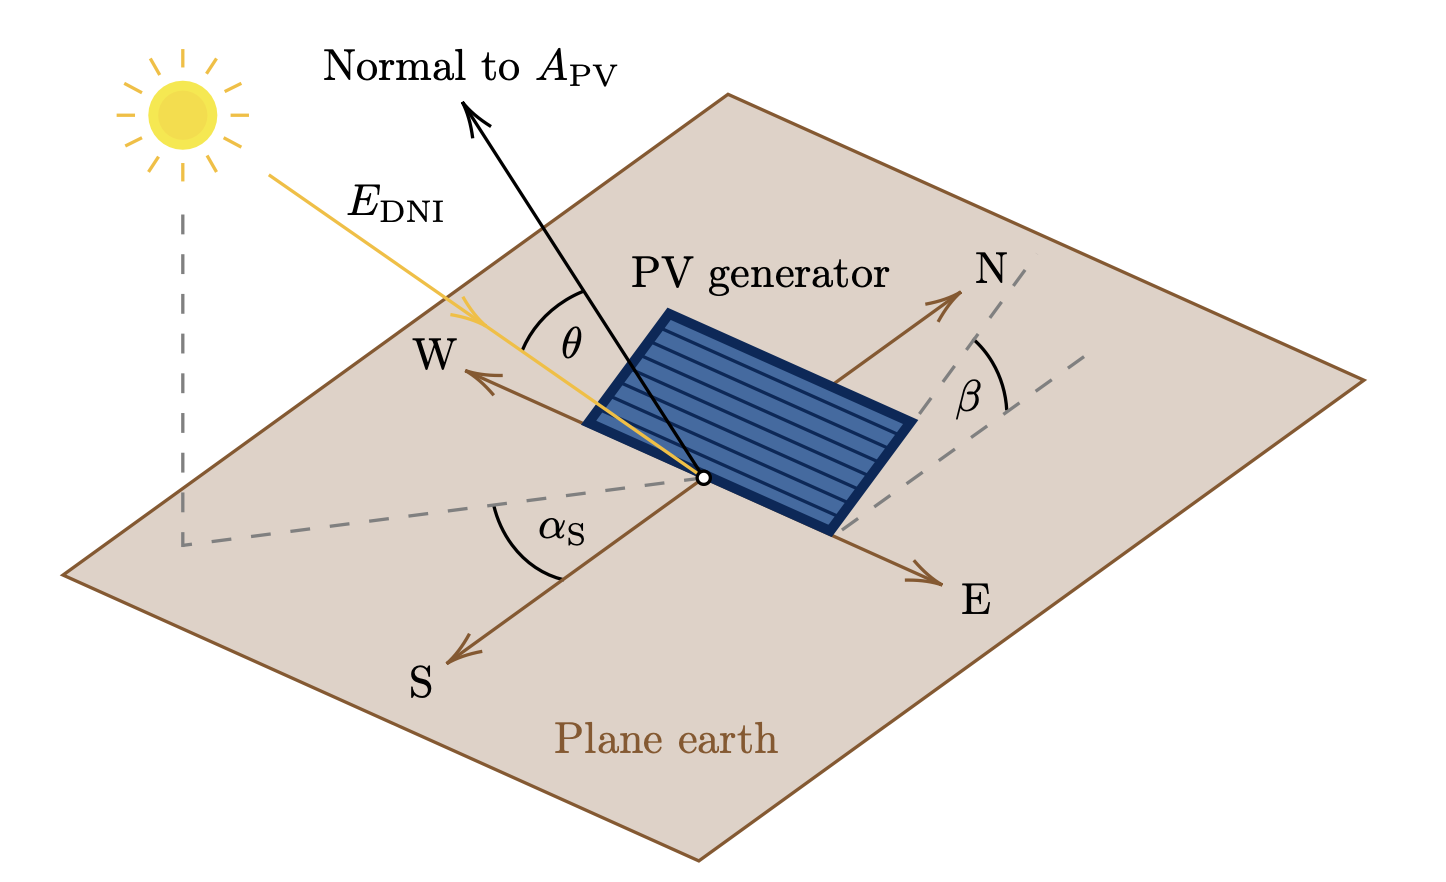 Normal to A_PV
E_DNI
PV generator
N
θ
W
β
α_S
E
S
Plane earth